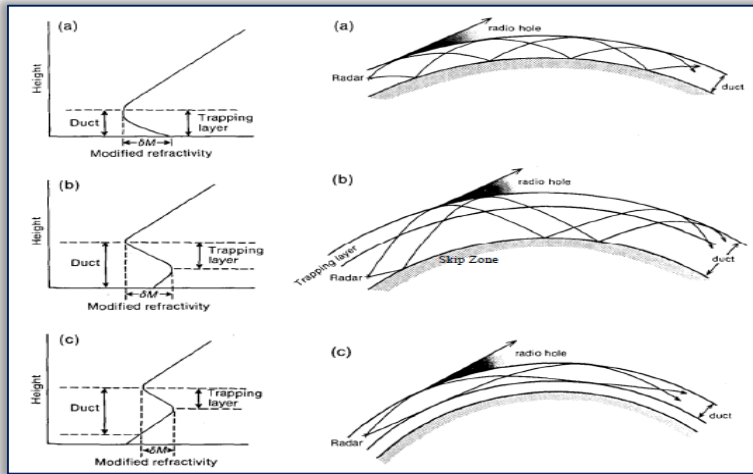 (a)
Height
Duct
Trapping
layer
δM
Modified refractivity
(b)
Height
Duct
Trapping
layer
δM
Modified refractivity
(c)
Height
Duct
Trapping
layer
δM
Modified refractivity
(a)
radio hole
Radar
duct
(b)
radio hole
Trapping layer
Radar
Skip Zone
duct
(c)
radio hole
Radar
duct